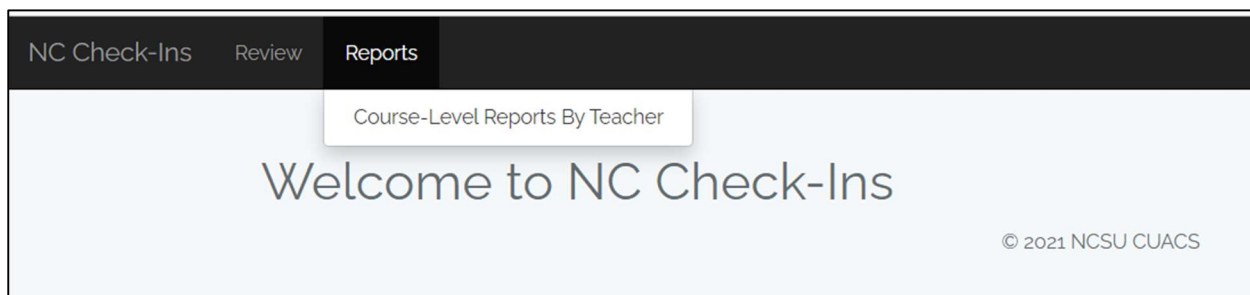 NC Check-Ins Review Reports
Course-Level Reports By Teacher
Welcome to NC Check-Ins
© 2021 NCSU CUACS